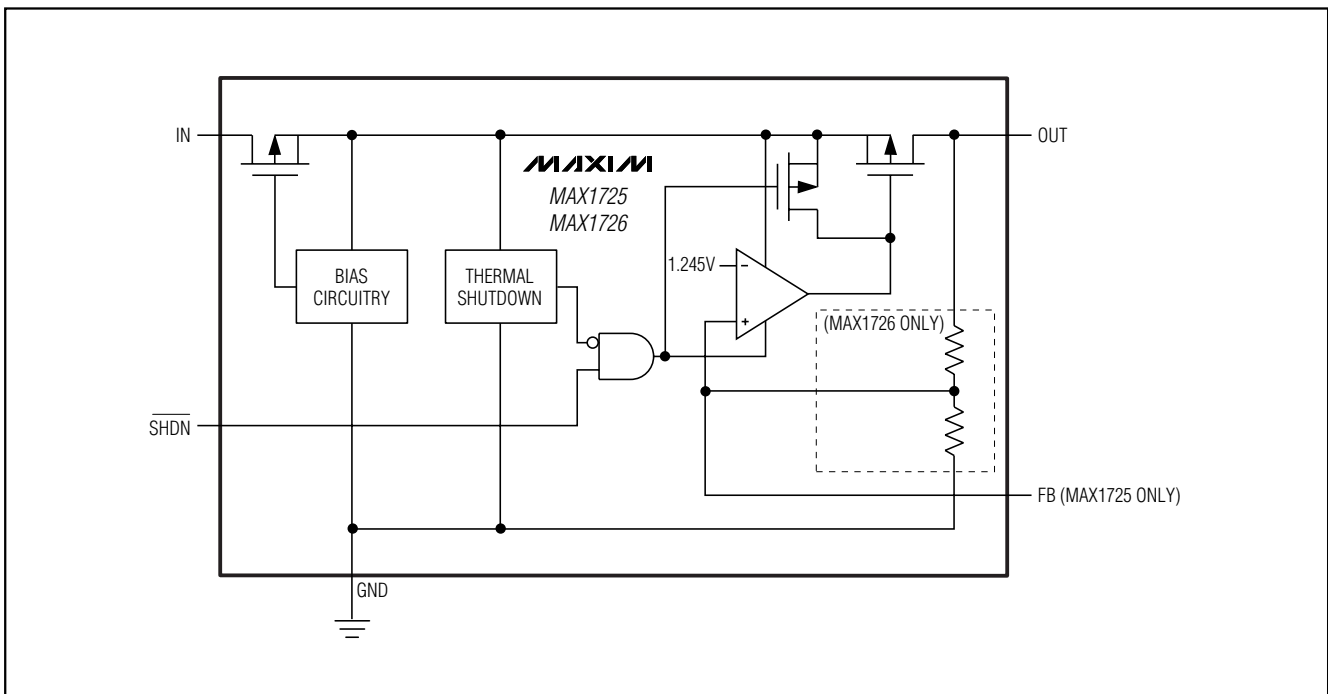 IN
OUT
MAXIM
MAX1725
MAX1726
1.245V
−
+
BIAS
CIRCUITRY
THERMAL
SHUTDOWN
(MAX1726 ONLY)
SHDN
FB (MAX1725 ONLY)
GND